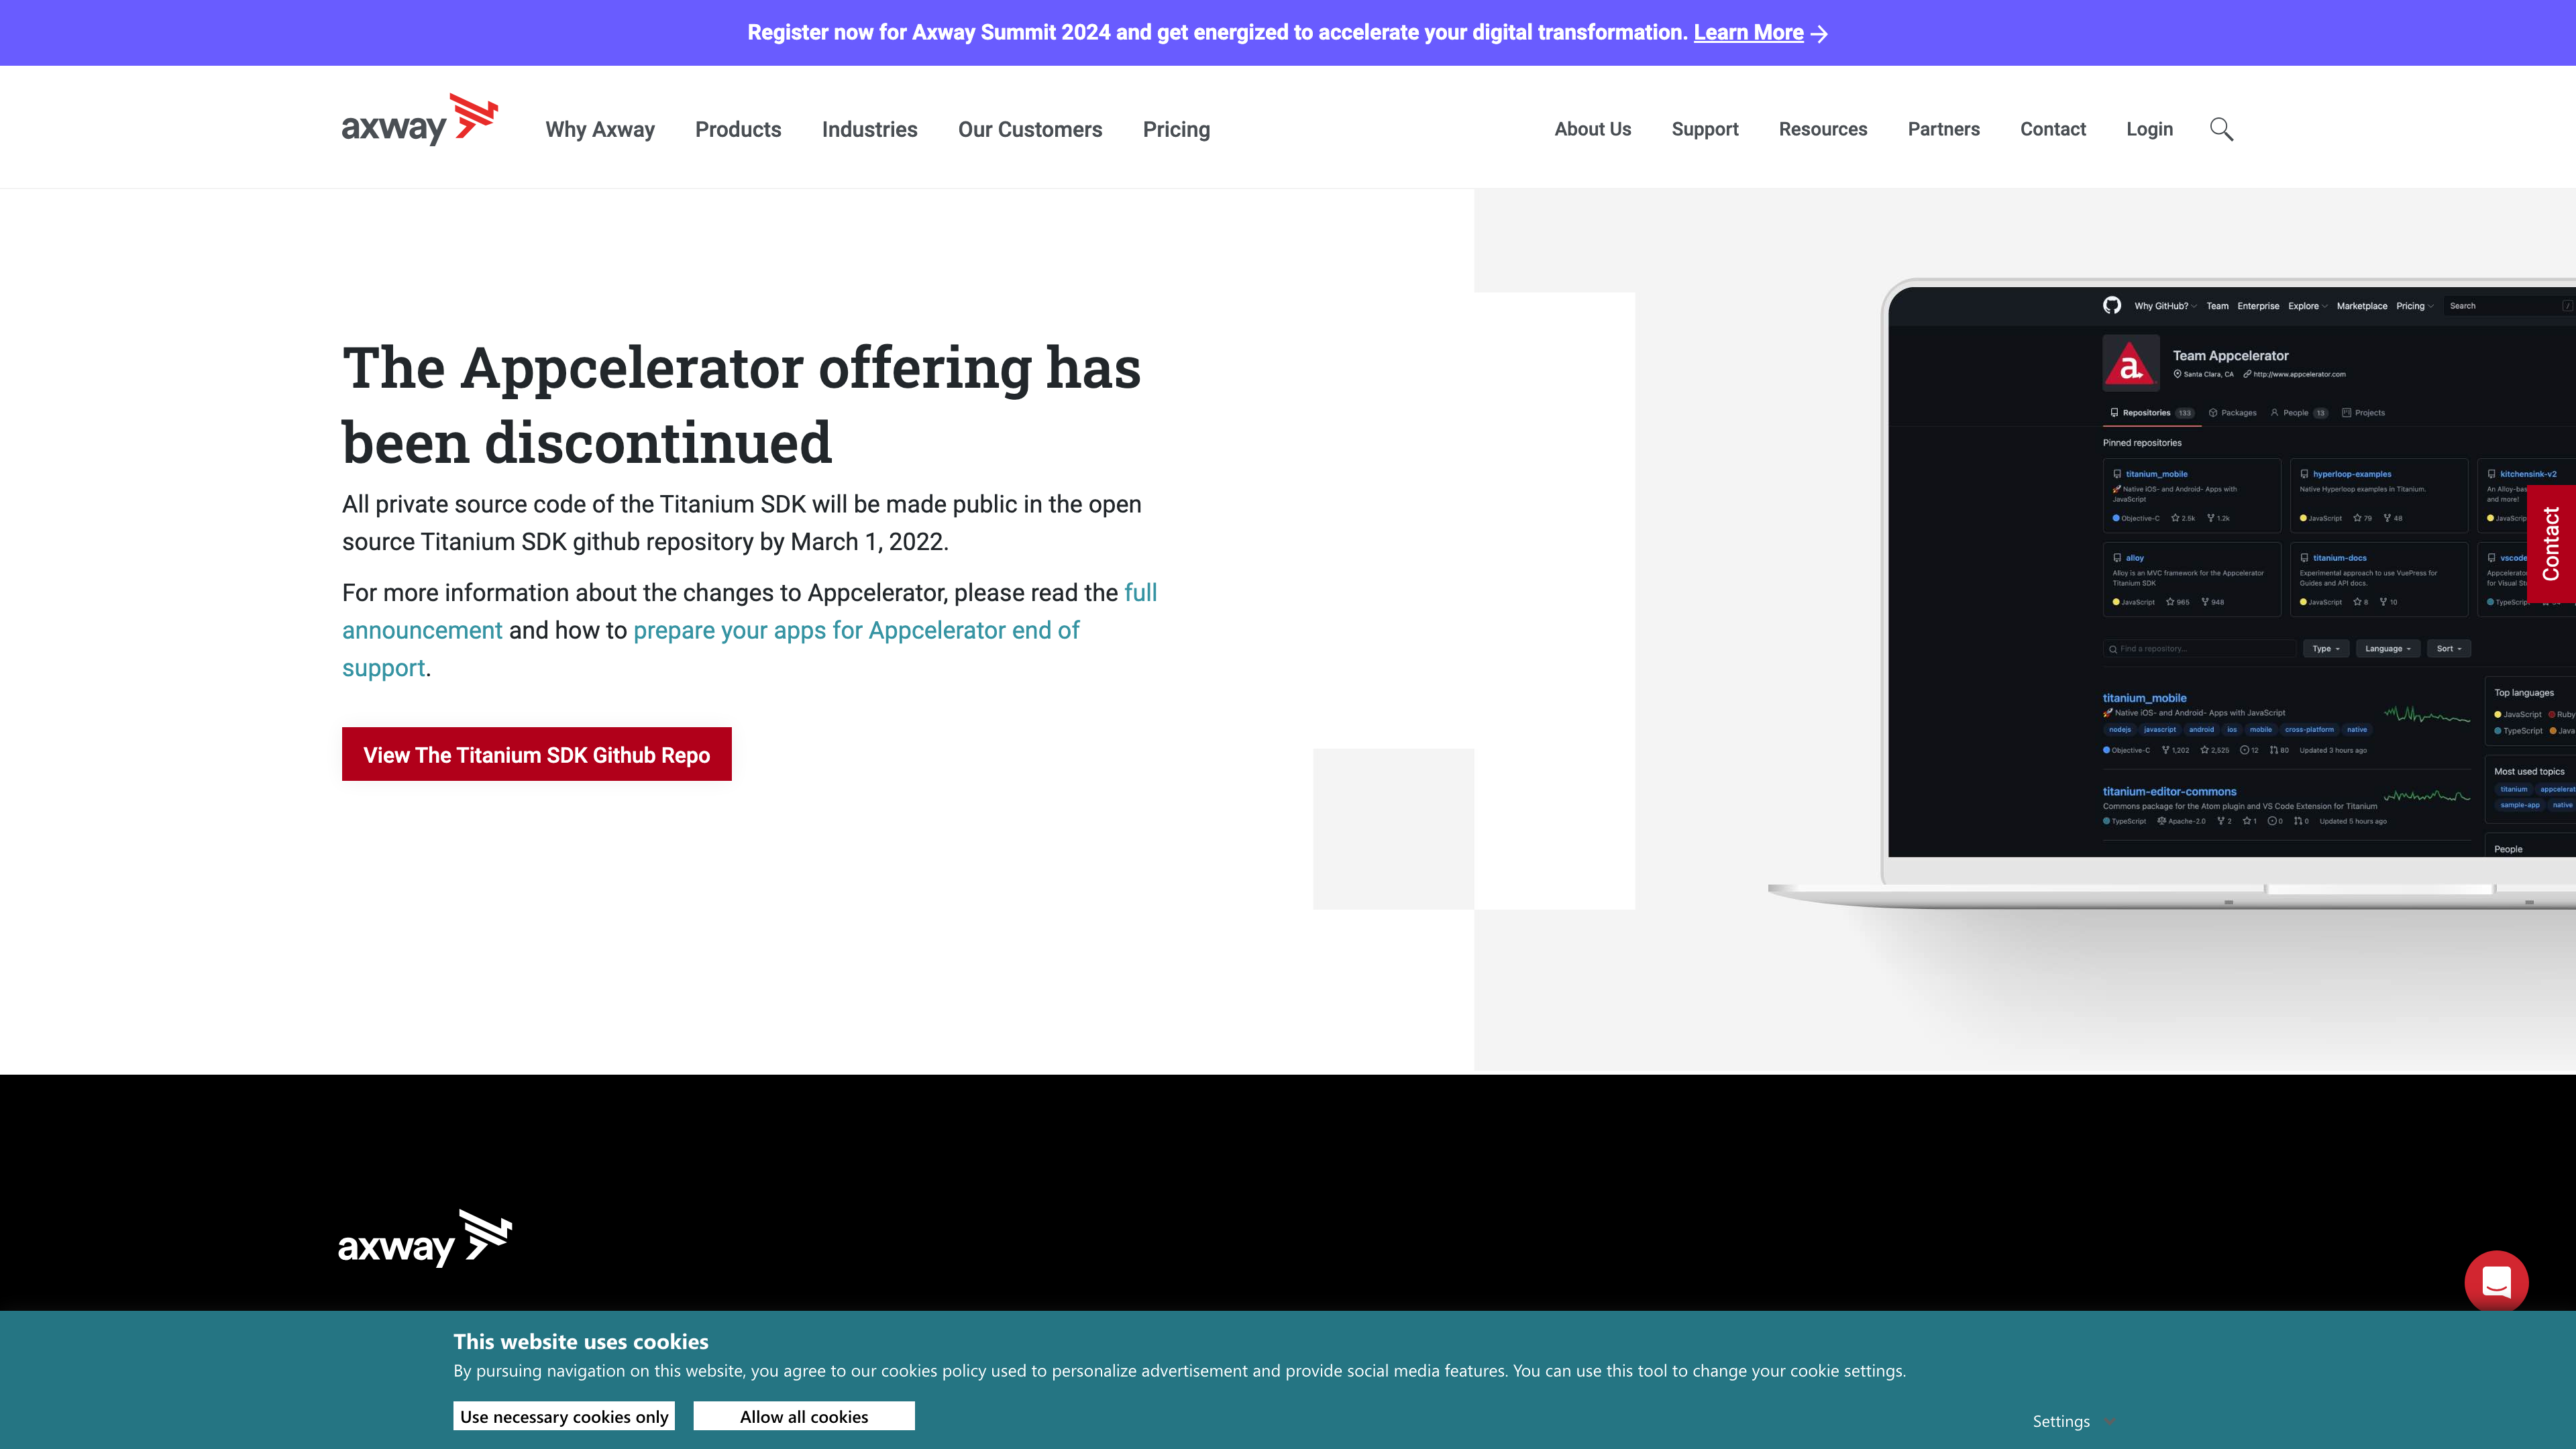 Register now for Axway Summit 2024 and get energized to accelerate your digital transformation. Learn More →
axway
Why Axway
Products
Industries
Our Customers
Pricing
About Us
Support
Resources
Partners
Contact
Login
The Appcelerator offering has
been discontinued
All private source code of the Titanium SDK will be made public in the open
source Titanium SDK github repository by March 1, 2022.
For more information about the changes to Appcelerator, please read the full
announcement and how to prepare your apps for Appcelerator end of
support.
View The Titanium SDK Github Repo
Why GitHub? Team Enterprise Explore Marketplace Pricing
Search /
a
Team Appcelerator
Santa Clara, CA http://www.appcelerator.com
Repositories 133 Packages People 13 Projects
Pinned repositories
titanium_mobile
Native iOS- and Android- Apps with
JavaScript
Objective-C 2.5k 1.2k
hyperloop-examples
Native Hyperloop examples in Titanium.
JavaScript 79 48
kitchensink-v2
An Alloy-bas
and more!
JavaScrip
alloy
Alloy is an MVC framework for the Appcelerator
Titanium SDK
JavaScript 965 948
titanium-docs
Experimental approach to use VuePress for
Guides and API docs.
JavaScript 8 10
vscode
Appcelerato
for Visual St
TypeScrip
Contact
Find a repository...
Type
Language
Sort
titanium_mobile
Native iOS- and Android- Apps with JavaScript
nodejs javascript android ios mobile cross-platform native
Objective-C 1,202 2,525 12 80 Updated 3 hours ago
titanium-editor-commons
Commons package for the Atom plugin and VS Code Extension for Titanium
TypeScript Apache-2.0 2 1 0 0 Updated 5 hours ago
Top languages
JavaScript Ruby
TypeScript Java
Most used topics
titanium appcelerat
sample-app native
People
axway
This website uses cookies
By pursuing navigation on this website, you agree to our cookies policy used to personalize advertisement and provide social media features. You can use this tool to change your cookie settings.
Use necessary cookies only
Allow all cookies
Settings